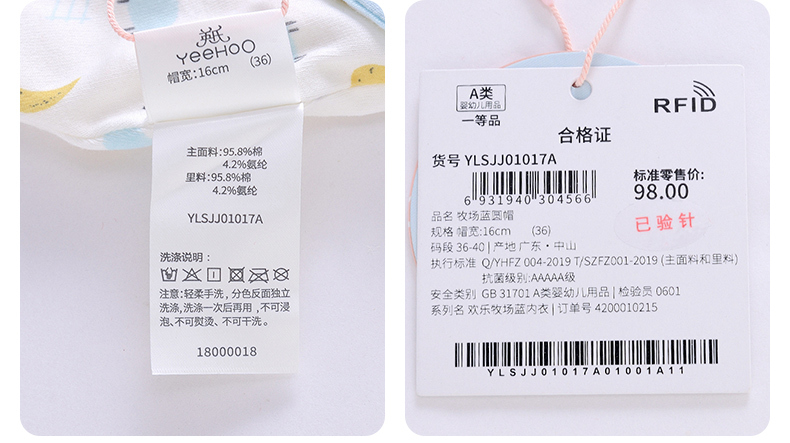 英氏
YeeHOO
帽宽:16cm (36)
主面料:95.8%棉
4.2%氨纶
里料:95.8%棉
4.2%氨纶
YLSJJ01017A
洗涤说明:
注意:轻柔手洗,分色反面独立
洗涤,洗涤一次后再用,不可浸
泡、不可熨烫、不可干洗。
18000018
A类
婴幼儿用品
一等品
RFID
合格证
货号 YLSJJ01017A
6 931940 304566
标准零售价:
98.00
已验针
品名 牧场蓝圆帽
规格 帽宽:16cm (36)
码段 36-40 | 产地 广东·中山
执行标准 Q/YHFZ 004-2019 T/SZFZ001-2019 (主面料和里料)
抗菌级别:AAAAA级
安全类别 GB 31701 A类婴幼儿用品 | 检验员 0601
系列名 欢乐牧场蓝内衣 | 订单号 4200010215
YLSJJ01017A01001A11